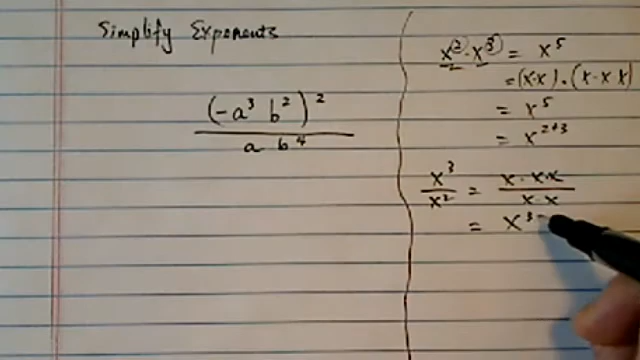 Simplify Exponents
(-a³ b²)²
a b⁴
x² · x³ = x⁵
= (x·x) · (x·x x)
= x⁵
= x²⁺³
x³ / x² = x · x·x / x · x
= x³⁻